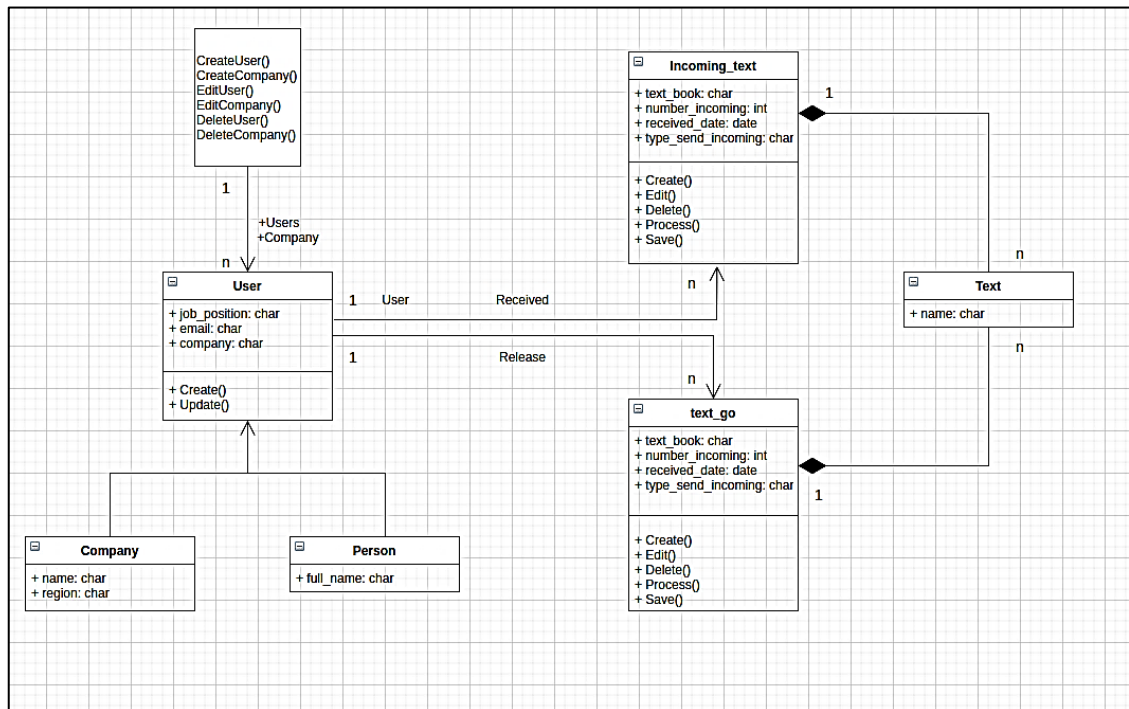 CreateUser()
CreateCompany()
EditUser()
EditCompany()
DeleteUser()
DeleteCompany()
1
+Users
+Company
n
User
+ job_position: char
+ email: char
+ company: char
+ Create()
+ Update()
Company
+ name: char
+ region: char
Person
+ full_name: char
1
User
Received
n
1
Release
n
Incoming_text
+ text_book: char
+ number_incoming: int
+ received_date: date
+ type_send_incoming: char
+ Create()
+ Edit()
+ Delete()
+ Process()
+ Save()
1
n
Text
+ name: char
n
text_go
+ text_book: char
+ number_incoming: int
+ received_date: date
+ type_send_incoming: char
+ Create()
+ Edit()
+ Delete()
+ Process()
+ Save()
1